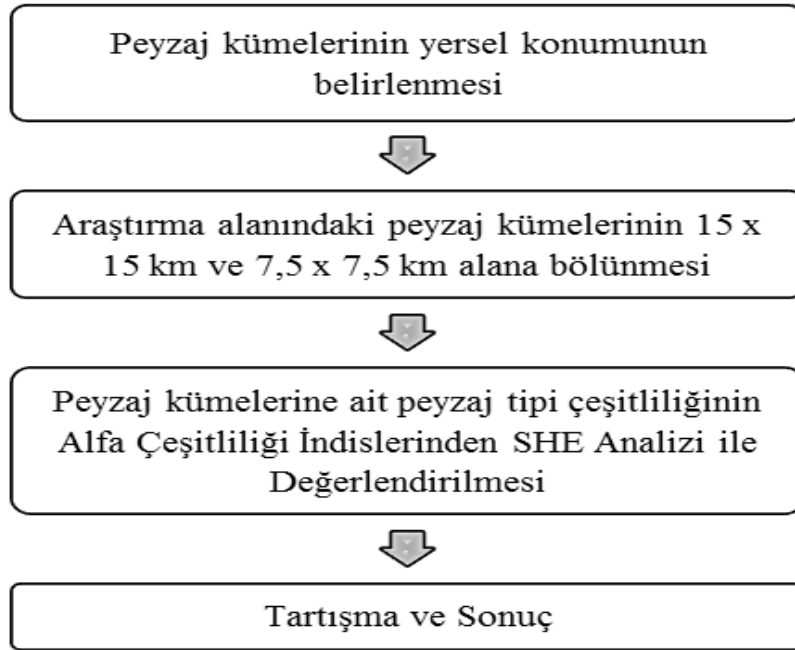 Peyzaj kümelerinin yersel konumunun
belirlenmesi
Araştırma alanındaki peyzaj kümelerinin 15 x
15 km ve 7,5 x 7,5 km alana bölünmesi
Peyzaj kümelerine ait peyzaj tipi çeşitliliğinin
Alfa Çeşitliliği İndislerinden SHE Analizi ile
Değerlendirilmesi
Tartışma ve Sonuç